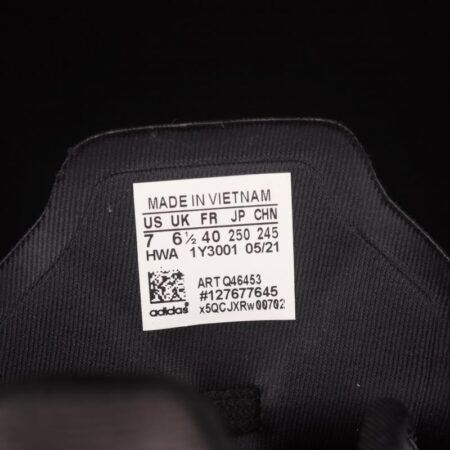 MADE IN VIETNAM
US UK FR JP CHN
7 6½ 40 250 245
HWA 1Y3001 05/21
ART Q46453
#127677645
adidas® x5QCJXRw00702